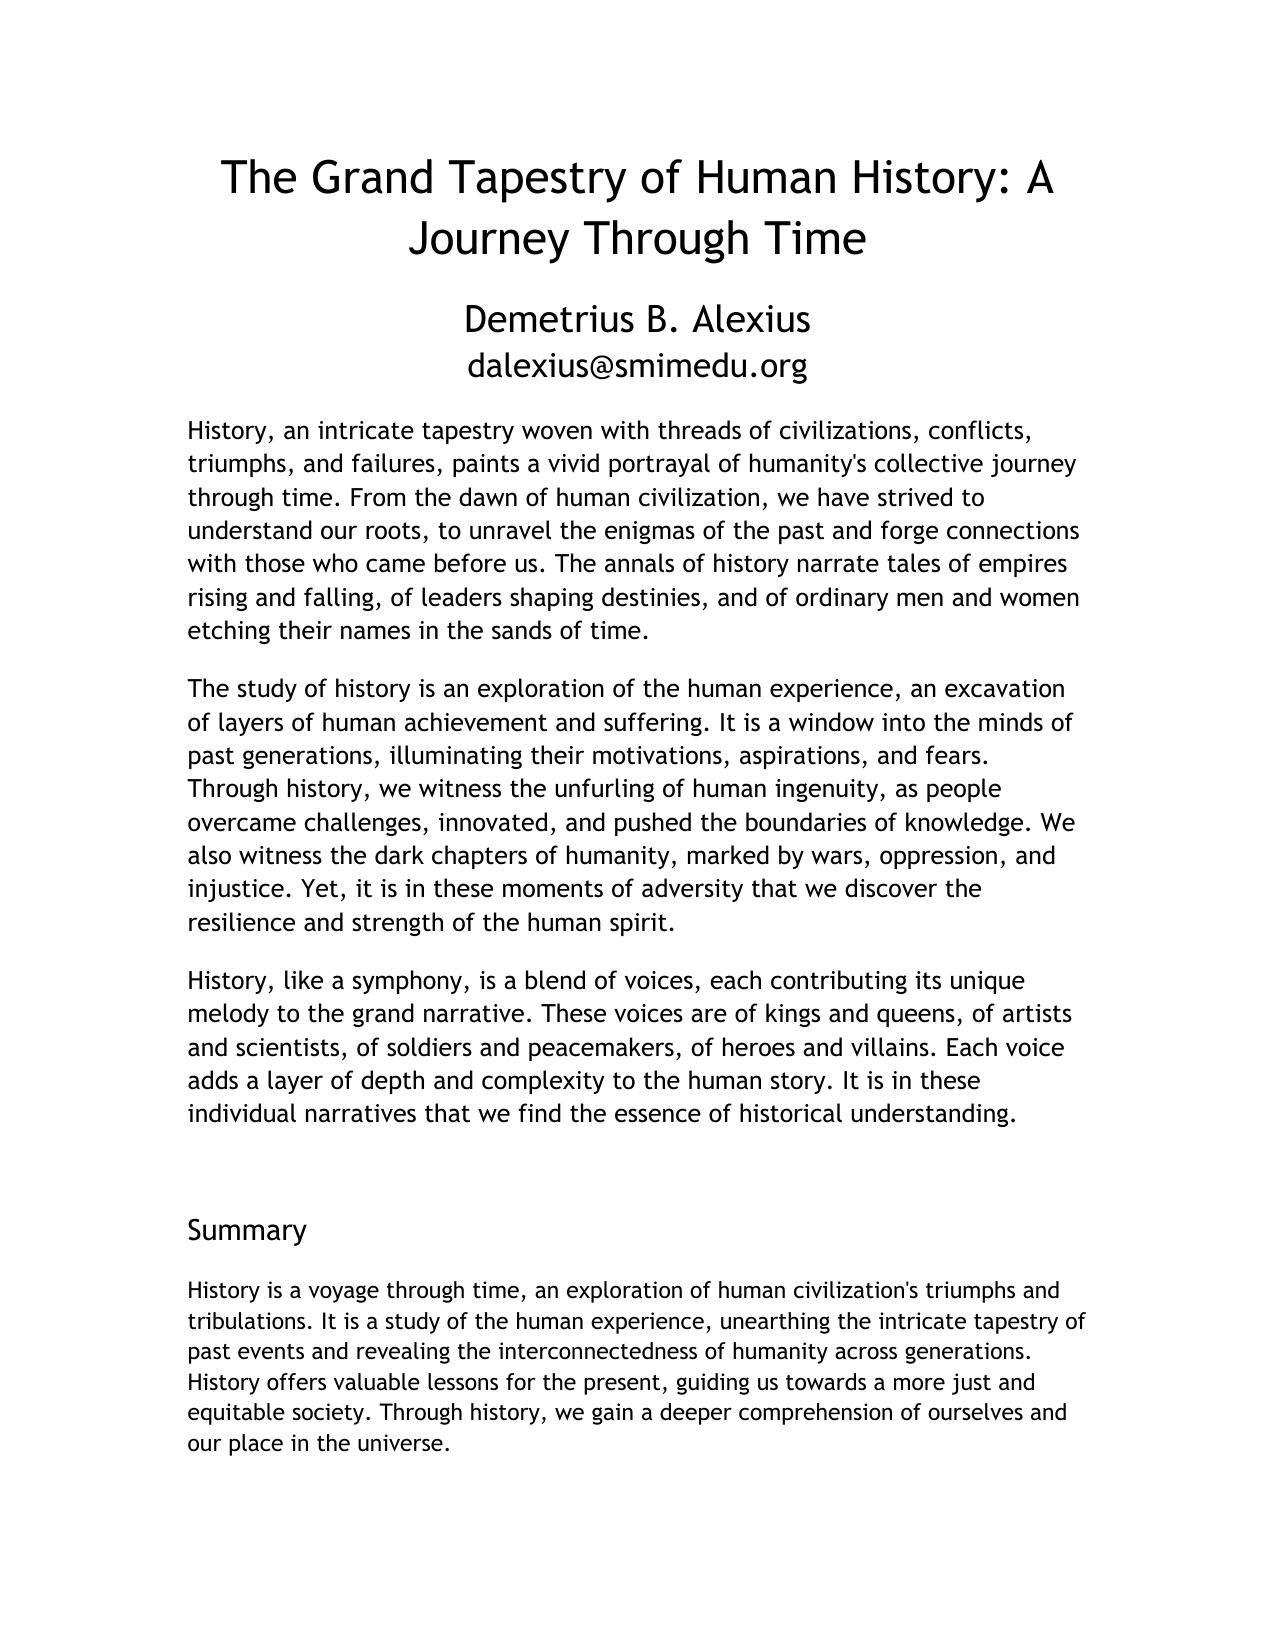 The Grand Tapestry of Human History: A
Journey Through Time
Demetrius B. Alexius
dalexius@smimedu.org
History, an intricate tapestry woven with threads of civilizations, conflicts,
triumphs, and failures, paints a vivid portrayal of humanity's collective journey
through time. From the dawn of human civilization, we have strived to
understand our roots, to unravel the enigmas of the past and forge connections
with those who came before us. The annals of history narrate tales of empires
rising and falling, of leaders shaping destinies, and of ordinary men and women
etching their names in the sands of time.
The study of history is an exploration of the human experience, an excavation
of layers of human achievement and suffering. It is a window into the minds of
past generations, illuminating their motivations, aspirations, and fears.
Through history, we witness the unfurling of human ingenuity, as people
overcame challenges, innovated, and pushed the boundaries of knowledge. We
also witness the dark chapters of humanity, marked by wars, oppression, and
injustice. Yet, it is in these moments of adversity that we discover the
resilience and strength of the human spirit.
History, like a symphony, is a blend of voices, each contributing its unique
melody to the grand narrative. These voices are of kings and queens, of artists
and scientists, of soldiers and peacemakers, of heroes and villains. Each voice
adds a layer of depth and complexity to the human story. It is in these
individual narratives that we find the essence of historical understanding.
Summary
History is a voyage through time, an exploration of human civilization's triumphs and
tribulations. It is a study of the human experience, unearthing the intricate tapestry of
past events and revealing the interconnectedness of humanity across generations.
History offers valuable lessons for the present, guiding us towards a more just and
equitable society. Through history, we gain a deeper comprehension of ourselves and
our place in the universe.